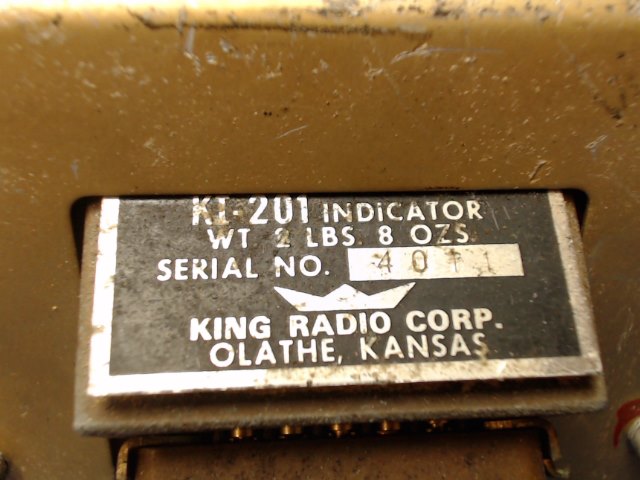 KI-201 INDICATOR
WT. 2 LBS. 8 OZS.
SERIAL NO. 4011
KING RADIO CORP.
OLATHE, KANSAS